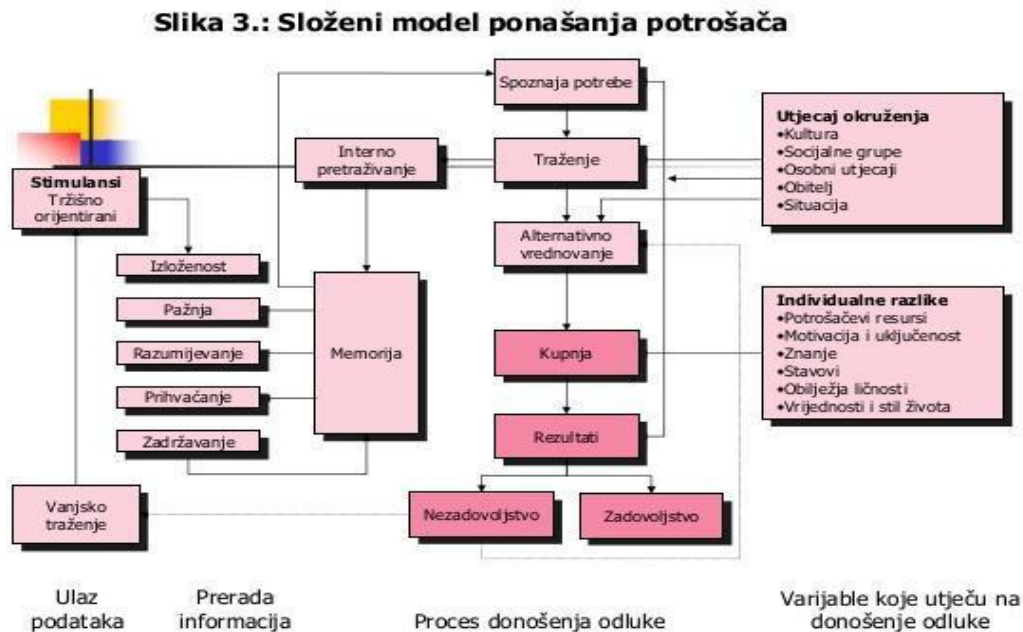 Slika 3.: Složeni model ponašanja potrošača
Stimulansi
Tržišno
orijentirani
Vanjsko
traženje
Izloženost
Pažnja
Razumijevanje
Prihvaćanje
Zadržavanje
Interno
pretraživanje
Memorija
Spoznaja potrebe
Traženje
Alternativno
vrednovanje
Kupnja
Rezultati
Nezadovoljstvo
Zadovoljstvo
Utjecaj okruženja
•Kultura
•Socijalne grupe
•Osobni utjecaji
•Obitelj
•Situacija
Individualne razlike
•Potrošačevi resursi
•Motivacija i uključenost
•Znanje
•Stavovi
•Obilježja ličnosti
•Vrijednosti i stil života
Ulaz
podataka
Prerada
informacija
Proces donošenja odluke
Varijable koje utječu na
donošenje odluke